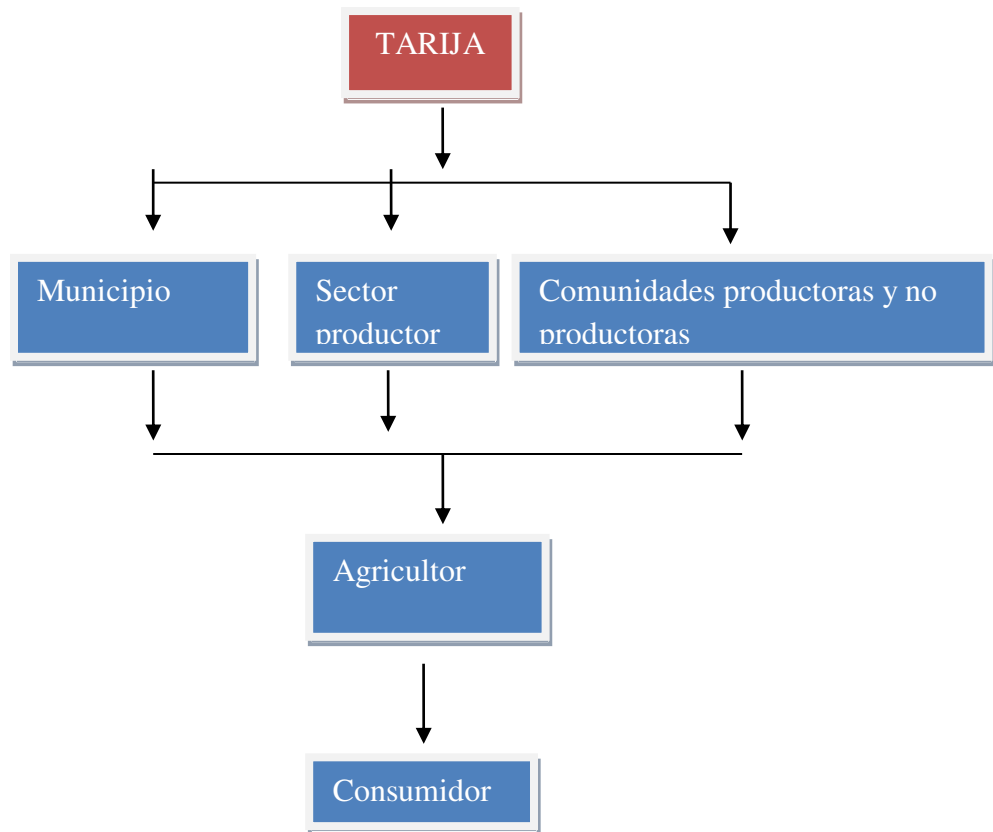 TARIJA
Municipio
Sector
productor
Comunidades productoras y no
productoras
Agricultor
Consumidor